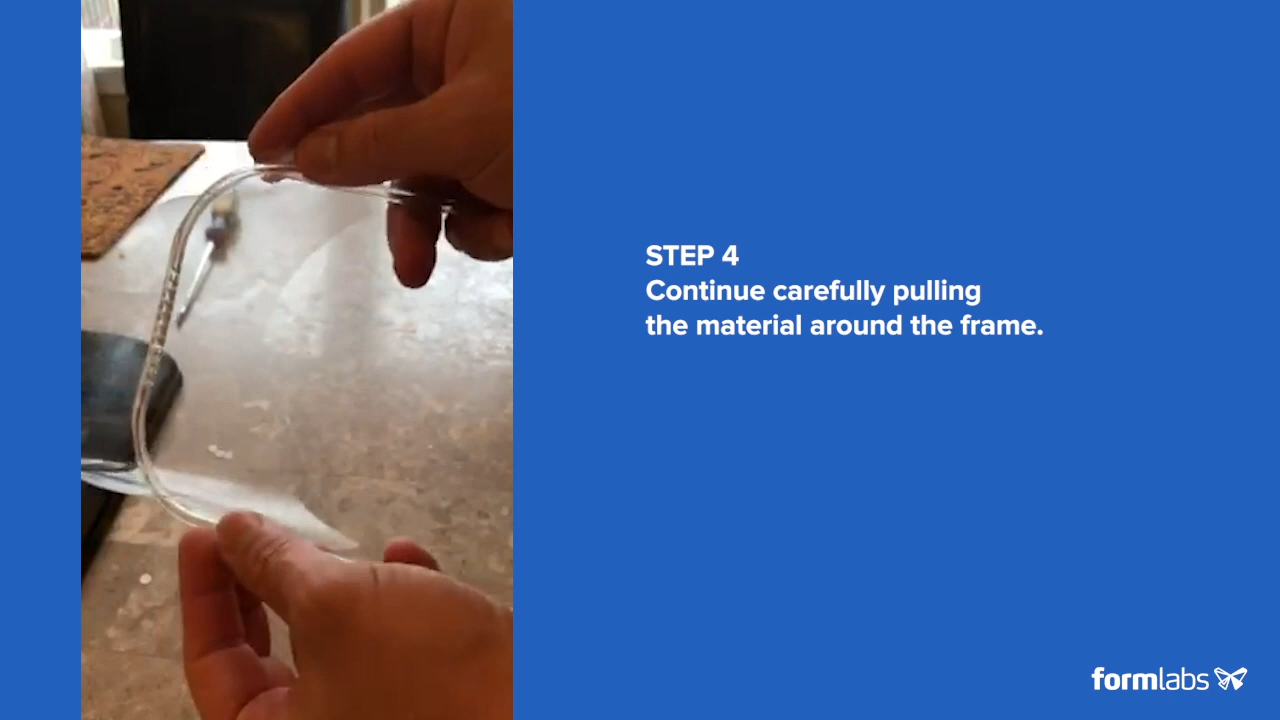 STEP 4
Continue carefully pulling
the material around the frame.
formlabs